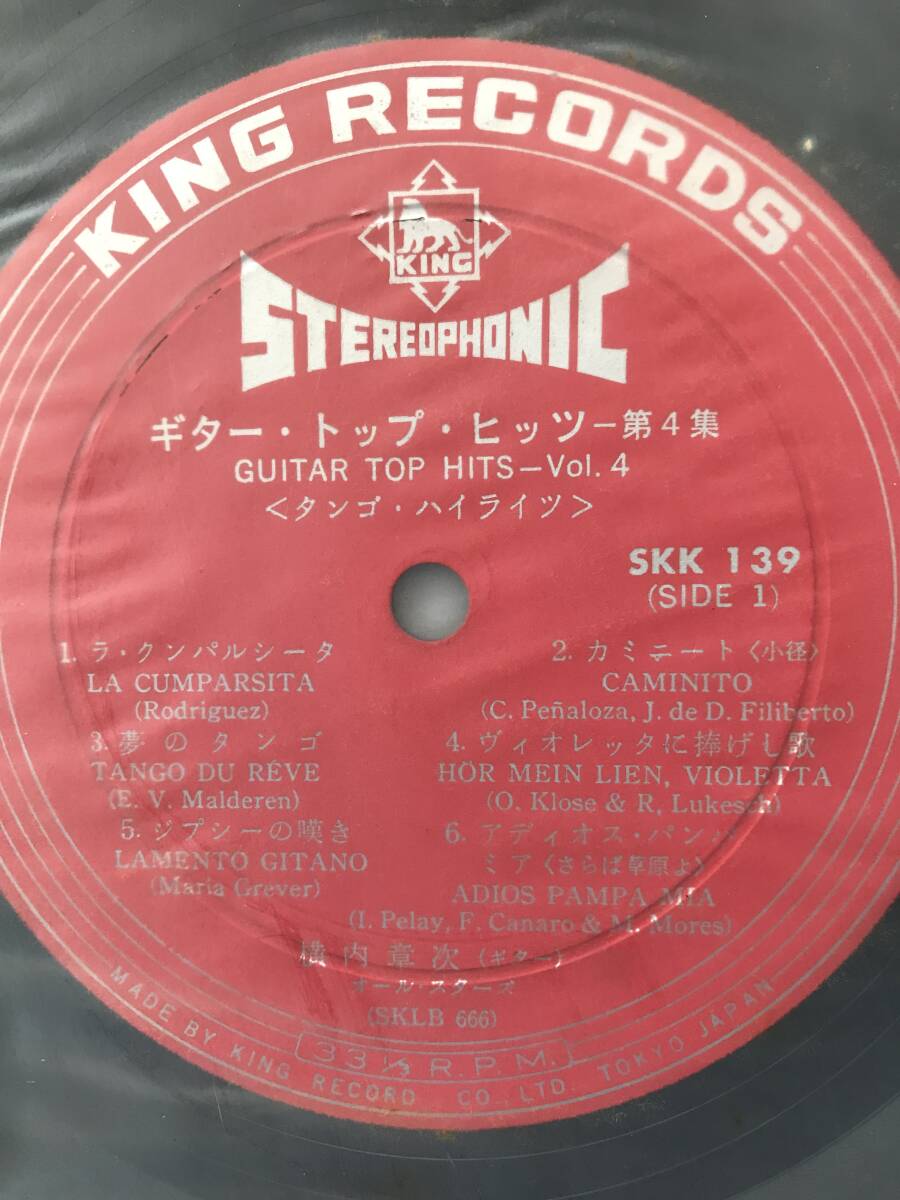 KING RECORDS
KING
STEREOPHONIC
ギター・トップ・ヒッツ－第4集
GUITAR TOP HITS—Vol. 4
<タンゴ・ハイライツ>
SKK 139
(SIDE 1)
1. ラ・クンパルシータ
LA CUMPARSITA
(Rodriguez)
2. カミニート〈小径〉
CAMINITO
(C. Peñaloza, J. de D. Filiberto)
3. 夢のタンゴ
TANGO DU RÉVE
(E. V. Malderen)
4. ヴィオレッタに捧げし歌
HÖR MEIN LIEN, VIOLETTA
(O. Klose & R. Lukesch)
5. ジプシーの嘆き
LAMENTO GITANO
(Maria Grever)
6. アディオス・パンパ
ミア〈さらば草原よ〉
ADIOS PAMPA MIA
(I. Pelay, F. Canaro & M. Mores)
横内章次 (ギター)
オール・スターズ
(SKLB 666)
33 1/3 R.P.M.
MADE BY KING RECORD CO., LTD. TOKYO JAPAN